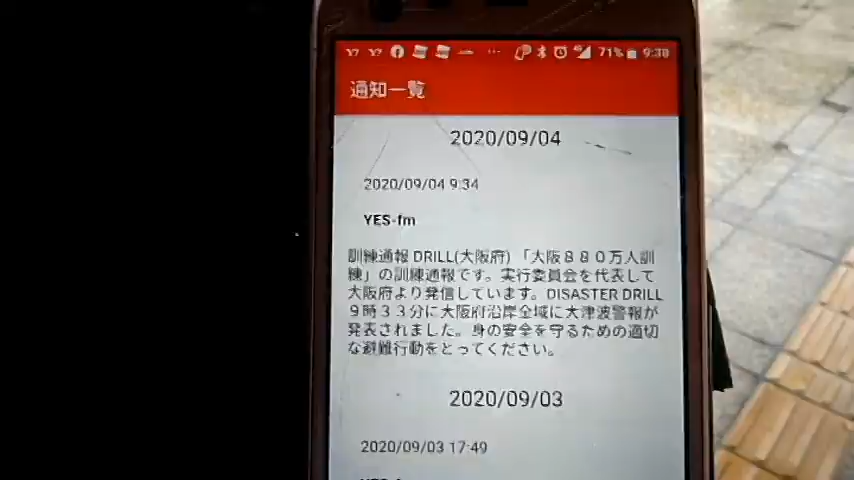 71% 9:38
通知一覧
2020/09/04
2020/09/04 9:34
YES-fm
訓練通報 DRILL(大阪府) 「大阪８８０万人訓
練」の訓練通報です。実行委員会を代表して
大阪府より発信しています。DISASTER DRILL
９時３３分に大阪府沿岸全域に大津波警報が
発表されました。身の安全を守るための適切
な避難行動をとってください。
2020/09/03
2020/09/03 17:49